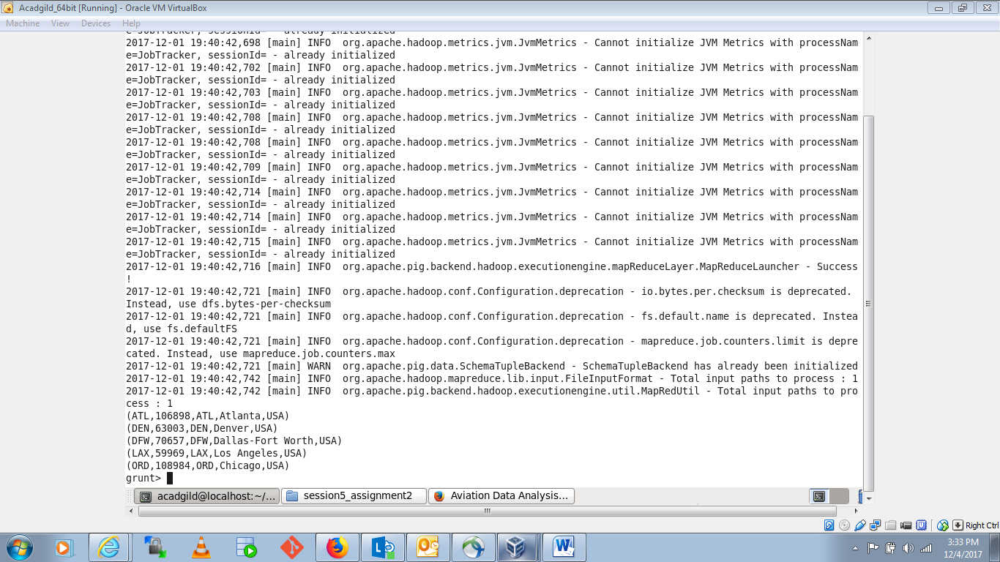 Acadgild_64bit [Running] - Oracle VM VirtualBox
Machine View Devices Help
e=JobTracker, sessionId= - already initialized
2017-12-01 19:40:42,698 [main] INFO  org.apache.hadoop.metrics.jvm.JvmMetrics - Cannot initialize JVM Metrics with processNam
e=JobTracker, sessionId= - already initialized
2017-12-01 19:40:42,702 [main] INFO  org.apache.hadoop.metrics.jvm.JvmMetrics - Cannot initialize JVM Metrics with processNam
e=JobTracker, sessionId= - already initialized
2017-12-01 19:40:42,703 [main] INFO  org.apache.hadoop.metrics.jvm.JvmMetrics - Cannot initialize JVM Metrics with processNam
e=JobTracker, sessionId= - already initialized
2017-12-01 19:40:42,708 [main] INFO  org.apache.hadoop.metrics.jvm.JvmMetrics - Cannot initialize JVM Metrics with processNam
e=JobTracker, sessionId= - already initialized
2017-12-01 19:40:42,708 [main] INFO  org.apache.hadoop.metrics.jvm.JvmMetrics - Cannot initialize JVM Metrics with processNam
e=JobTracker, sessionId= - already initialized
2017-12-01 19:40:42,709 [main] INFO  org.apache.hadoop.metrics.jvm.JvmMetrics - Cannot initialize JVM Metrics with processNam
e=JobTracker, sessionId= - already initialized
2017-12-01 19:40:42,714 [main] INFO  org.apache.hadoop.metrics.jvm.JvmMetrics - Cannot initialize JVM Metrics with processNam
e=JobTracker, sessionId= - already initialized
2017-12-01 19:40:42,714 [main] INFO  org.apache.hadoop.metrics.jvm.JvmMetrics - Cannot initialize JVM Metrics with processNam
e=JobTracker, sessionId= - already initialized
2017-12-01 19:40:42,715 [main] INFO  org.apache.hadoop.metrics.jvm.JvmMetrics - Cannot initialize JVM Metrics with processNam
e=JobTracker, sessionId= - already initialized
2017-12-01 19:40:42,716 [main] INFO  org.apache.pig.backend.hadoop.executionengine.mapReduceLayer.MapReduceLauncher - Success
!
2017-12-01 19:40:42,721 [main] INFO  org.apache.hadoop.conf.Configuration.deprecation - io.bytes.per.checksum is deprecated.
Instead, use dfs.bytes-per-checksum
2017-12-01 19:40:42,721 [main] INFO  org.apache.hadoop.conf.Configuration.deprecation - fs.default.name is deprecated. Instea
d, use fs.defaultFS
2017-12-01 19:40:42,721 [main] INFO  org.apache.hadoop.conf.Configuration.deprecation - mapreduce.job.counters.limit is depre
cated. Instead, use mapreduce.job.counters.max
2017-12-01 19:40:42,721 [main] WARN  org.apache.pig.data.SchemaTupleBackend - SchemaTupleBackend has already been initialized
2017-12-01 19:40:42,742 [main] INFO  org.apache.hadoop.mapreduce.lib.input.FileInputFormat - Total input paths to process : 1
2017-12-01 19:40:42,742 [main] INFO  org.apache.pig.backend.hadoop.executionengine.util.MapRedUtil - Total input paths to pro
cess : 1
(ATL,106898,ATL,Atlanta,USA)
(DEN,63003,DEN,Denver,USA)
(DFW,70657,DFW,Dallas-Fort Worth,USA)
(LAX,59969,LAX,Los Angeles,USA)
(ORD,108984,ORD,Chicago,USA)
grunt>
acadgild@localhost:~/... session5_assignment2 Aviation Data Analysis...
Right Ctrl
3:33 PM
12/4/2017